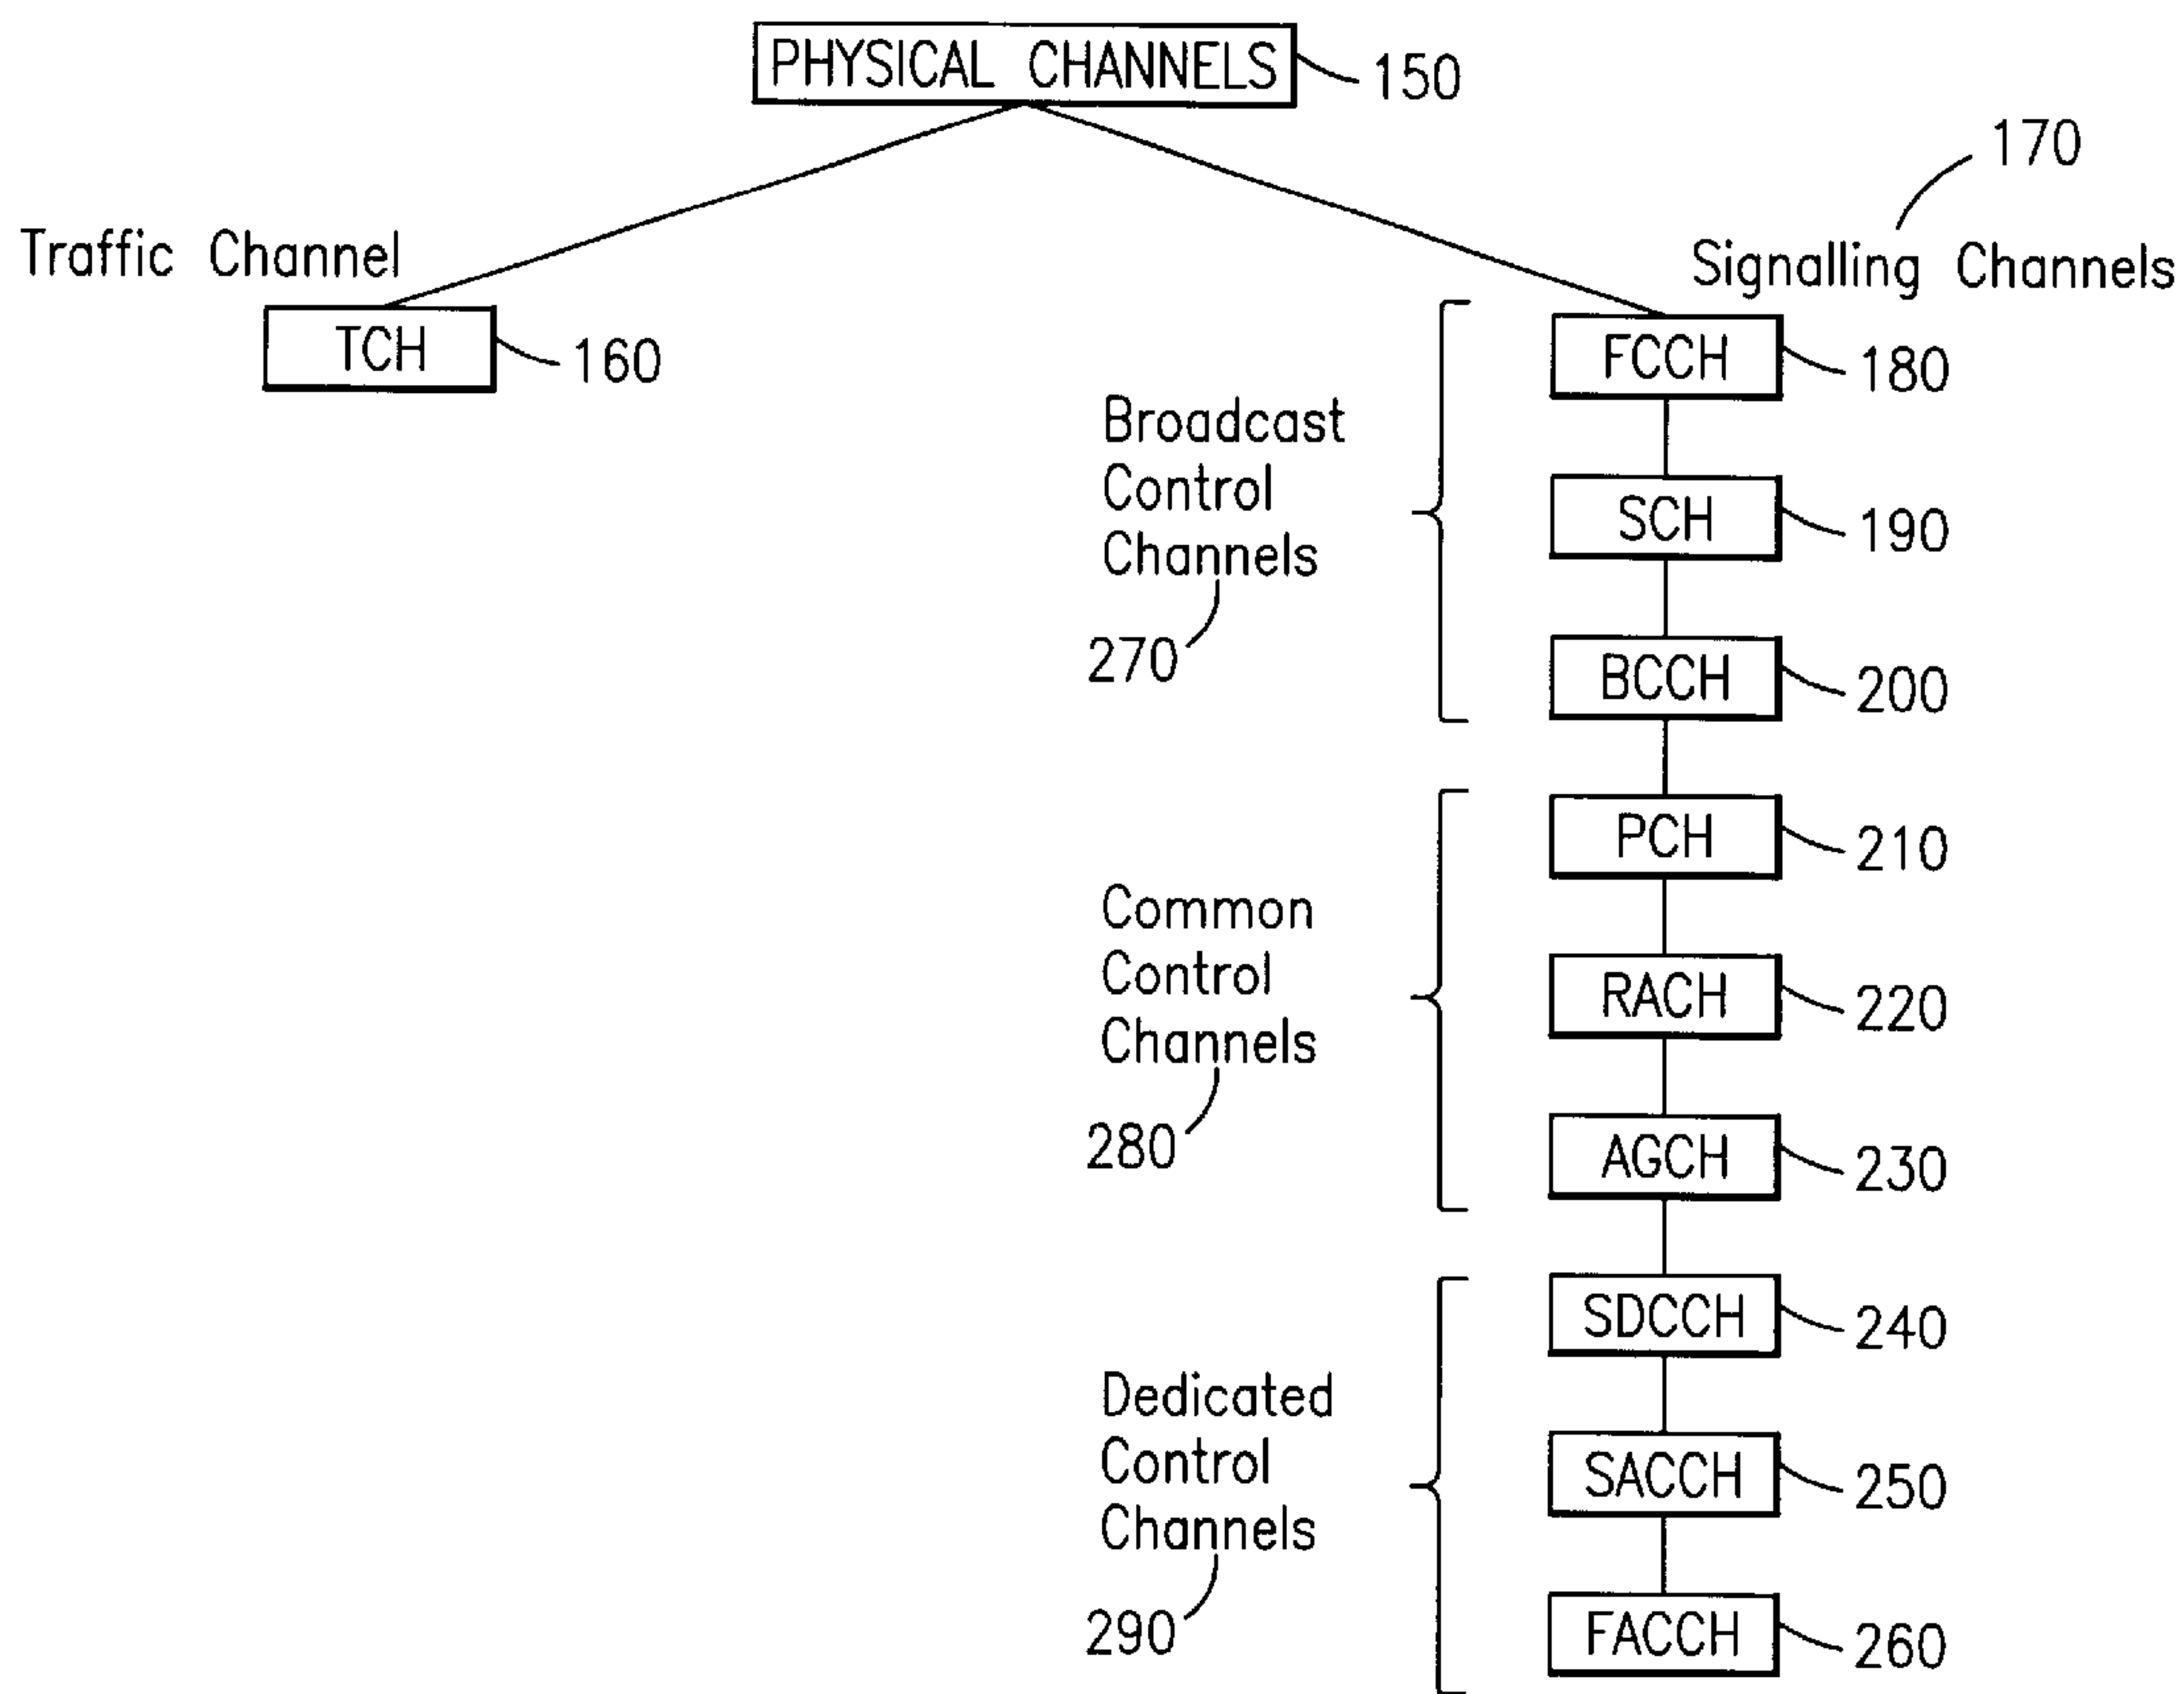 PHYSICAL CHANNELS
150
170
Traffic Channel
Signalling Channels
TCH
160
FCCH
180
Broadcast
Control
Channels
270
SCH
190
BCCH
200
PCH
210
Common
Control
Channels
280
RACH
220
AGCH
230
SDCCH
240
Dedicated
Control
Channels
290
SACCH
250
FACCH
260